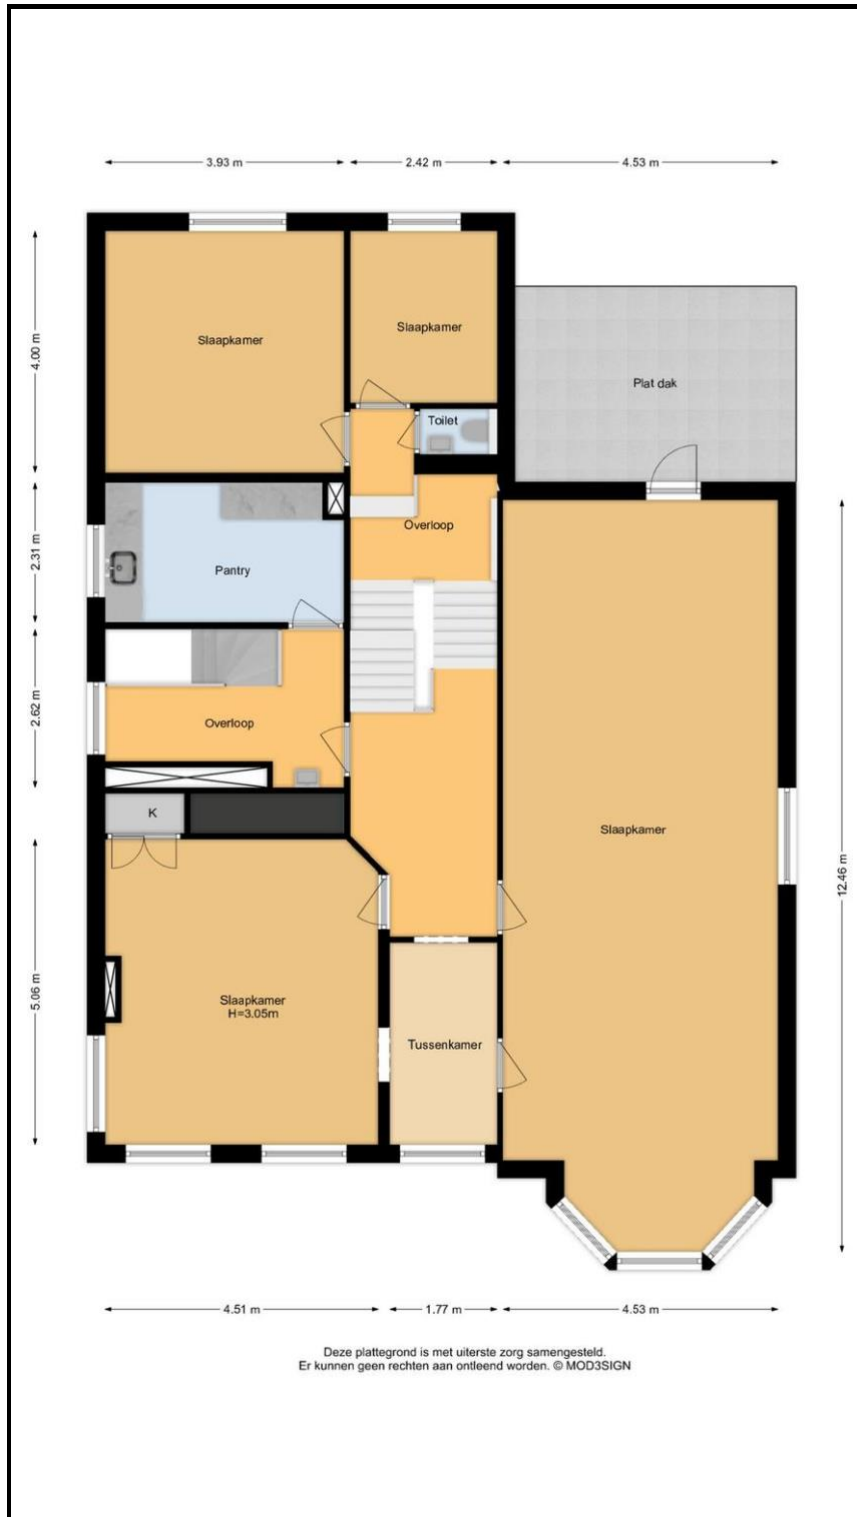 3.93 m
2.42 m
4.53 m
4.00 m
Slaapkamer
Slaapkamer
Plat dak
Toilet
2.31 m
Overloop
Pantry
2.62 m
Overloop
K
Slaapkamer
12.46 m
5.06 m
Slaapkamer
H=3.05m
Tussenkamer
4.51 m
1.77 m
4.53 m
Deze plattegrond is met uiterste zorg samengesteld.
Er kunnen geen rechten aan ontleend worden. © MOD3SIGN